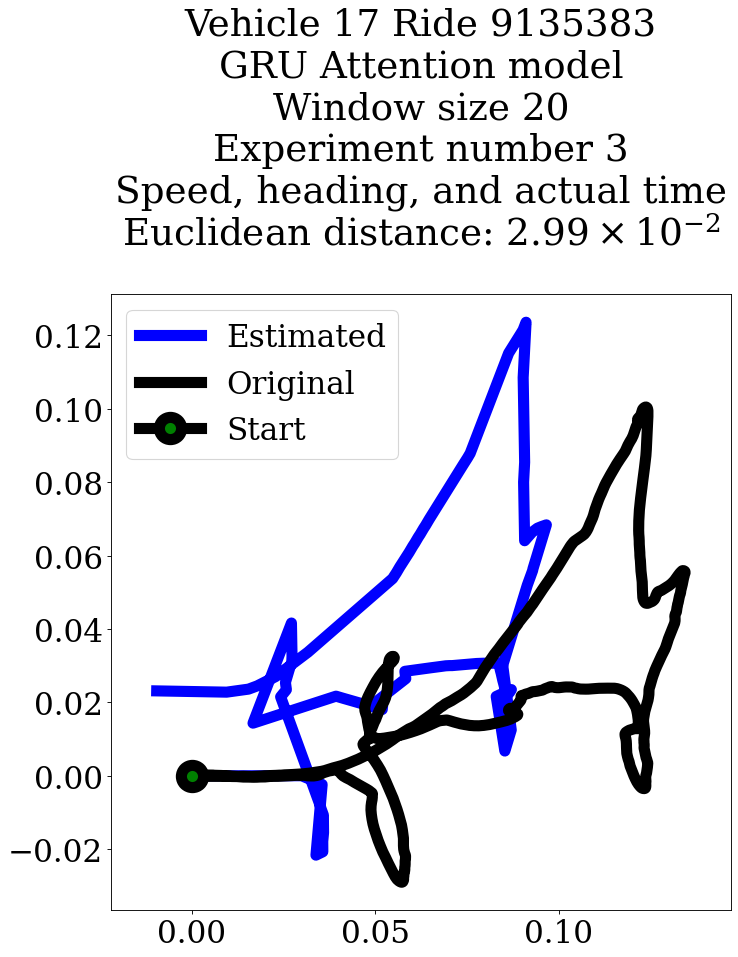 Vehicle 17 Ride 9135383
GRU Attention model
Window size 20
Experiment number 3
Speed, heading, and actual time
Euclidean distance: 2.99 × 10⁻²
Estimated
Original
Start
0.12
0.10
0.08
0.06
0.04
0.02
0.00
−0.02
0.00 0.05 0.10